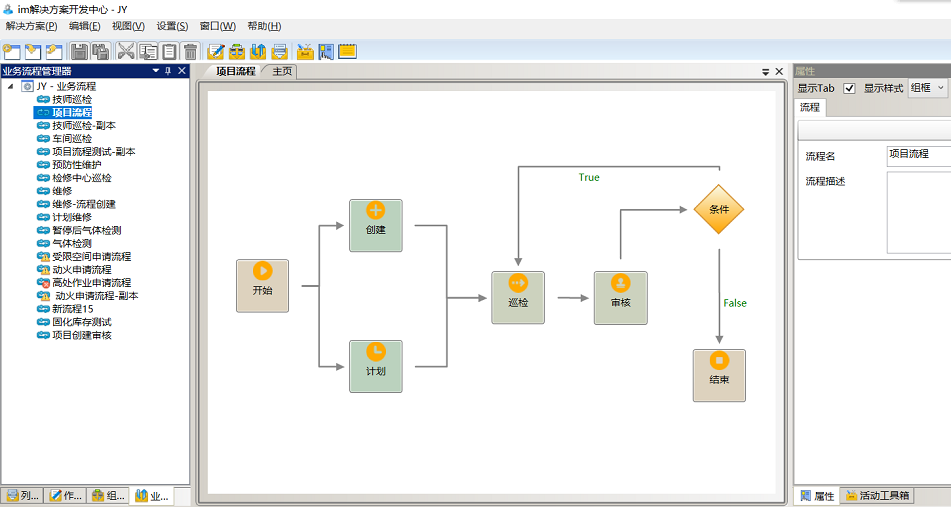 im解决方案开发中心 - JY
解决方案(P) 编辑(E) 视图(V) 设置(S) 窗口(W) 帮助(H)
业务流程管理器
JY - 业务流程
技师巡检
项目流程
技师巡检-副本
车间巡检
项目流程测试-副本
预防性维护
检修中心巡检
维修
维修-流程创建
计划维修
暂停后气体检测
气体检测
受限空间申请流程
动火申请流程
高处作业申请流程
动火申请流程-副本
新流程15
固化库存测试
项目创建审核
列... 作... 组... 业...
项目流程 主页
开始
创建
计划
巡检
审核
条件
结束
True
False
属性
显示Tab 显示样式 组框
流程
流程名 项目流程
流程描述
属性 活动工具箱